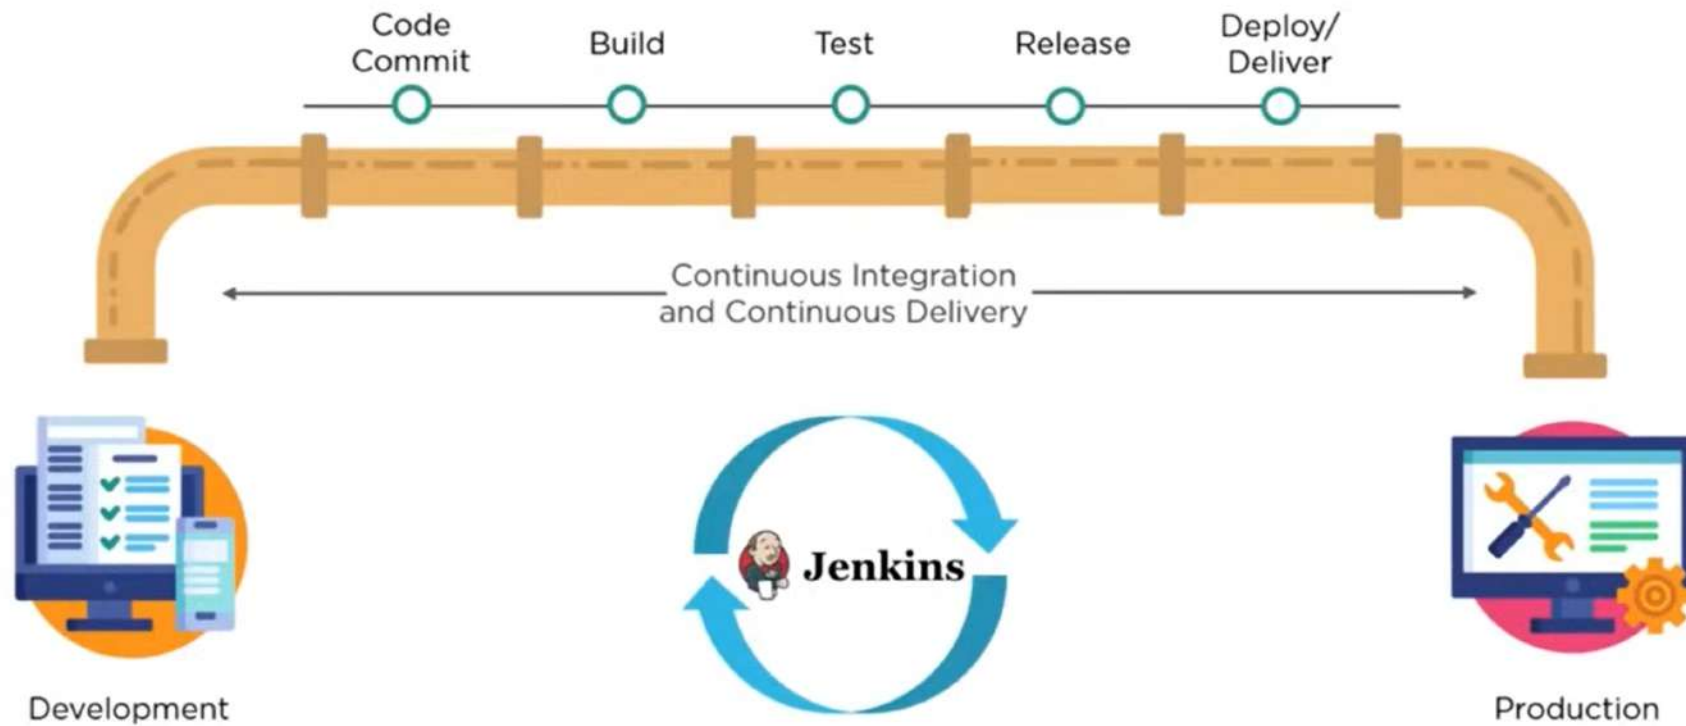 Code
Commit
Build
Test
Release
Deploy/
Deliver
Continuous Integration
and Continuous Delivery
Jenkins
Development
Production